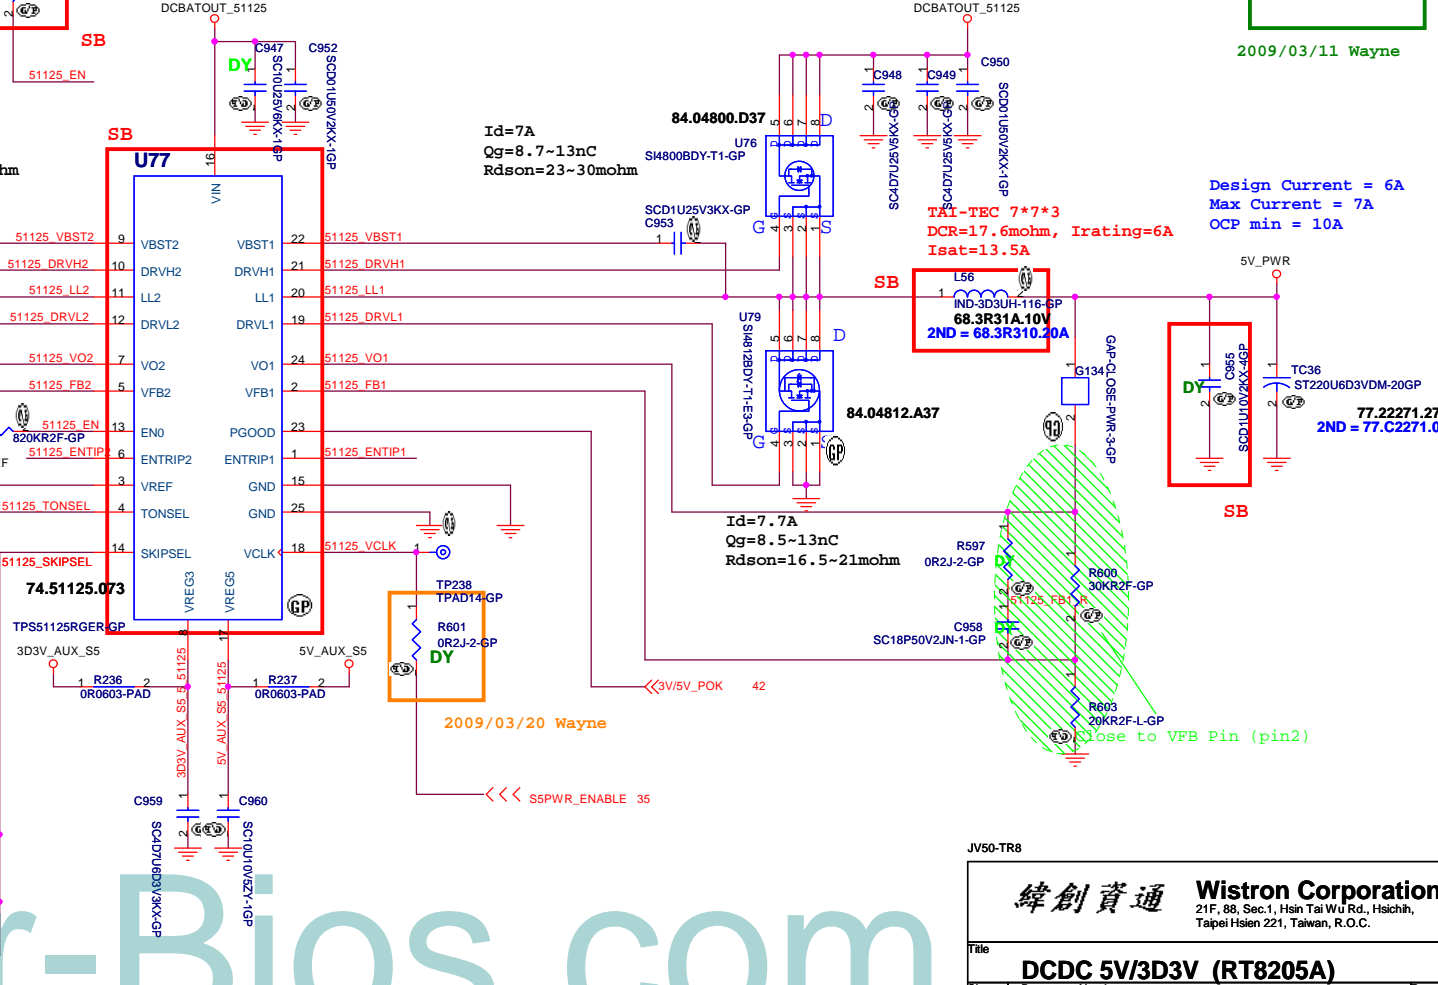 DCBATOUT_51125
DCBATOUT_51125
SB
2009/03/11 Wayne
51125_EN
DY
C947
SC10U25V6KX-1GP
C952
SCD01U50V2KX-1GP
SB
U77
Id=7A
Qg=8.7~13nC
Rdson=23~30mohm
84.04800.D37
U76
SI4800BDY-T1-GP
C948
SC4D7U25V5KX-GP
C949
SC4D7U25V5KX-GP
C950
SCD01U50V2KX-1GP
Design Current = 6A
Max Current = 7A
OCP min = 10A
SCD1U25V3KX-GP
C953
TAI-TEC 7*7*3
DCR=17.6mohm, Irating=6A
Isat=13.5A
5V_PWR
SB
L56
IND-3D3UH-116-GP
68.3R31A.10V
2ND = 68.3R310.20A
16
VIN
51125_VBST2 9 VBST2 VBST1 22 51125_VBST1
51125_DRVH2 10 DRVH2 DRVH1 21 51125_DRVH1
51125_LL2 11 LL2 LL1 20 51125_LL1
51125_DRVL2 12 DRVL2 DRVL1 19 51125_DRVL1
51125_VO2 7 VO2 VO1 24 51125_VO1
51125_FB2 5 VFB2 VFB1 2 51125_FB1
51125_EN 13 EN0 PGOOD 23
820KR2F-GP
51125_ENTIP2 6 ENTRIP2 ENTRIP1 1 51125_ENTIP1
3 VREF GND 15
51125_TONSEL 4 TONSEL GND 25
51125_SKIPSEL 14 SKIPSEL VCLK 18 51125_VCLK
VREG3
VREG5
8
17
74.51125.073
TPS51125RGER-GP
GP
U79
SI4812BDY-T1-E3-GP
D
G
S
84.04812.A37
GP
Id=7.7A
Qg=8.5~13nC
Rdson=16.5~21mohm
G134
GAP-CLOSE-PWR-3-GP
DY
C955
SCD1U10V2KX-4GP
TC36
ST220U6D3VDM-20GP
77.22271.27
2ND = 77.C2271.0
SB
R597
0R2J-2-GP
DY
51125_FB1_R
R600
30KR2F-GP
C958
SC18P50V2JN-1-GP
DY
R603
20KR2F-L-GP
Close to VFB Pin (pin2)
TP238
TPAD14-GP
R601
0R2J-2-GP
DY
2009/03/20 Wayne
3V/5V_POK 42
S5PWR_ENABLE 35
3D3V_AUX_S5
5V_AUX_S5
1 R236 2
0R0603-PAD
1 R237 2
0R0603-PAD
3D3V_AUX_S5_51125
5V_AUX_S5_51125
C959
SC4D7U6D3V3KX-GP
C960
SC10U10V5ZY-1GP
r-Bios.com
JV50-TR8
緯創資通
Wistron Corporation
21F, 88, Sec.1, Hsin Tai Wu Rd., Hsichih,
Taipei Hsien 221, Taiwan, R.O.C.
Title
DCDC 5V/3D3V (RT8205A)